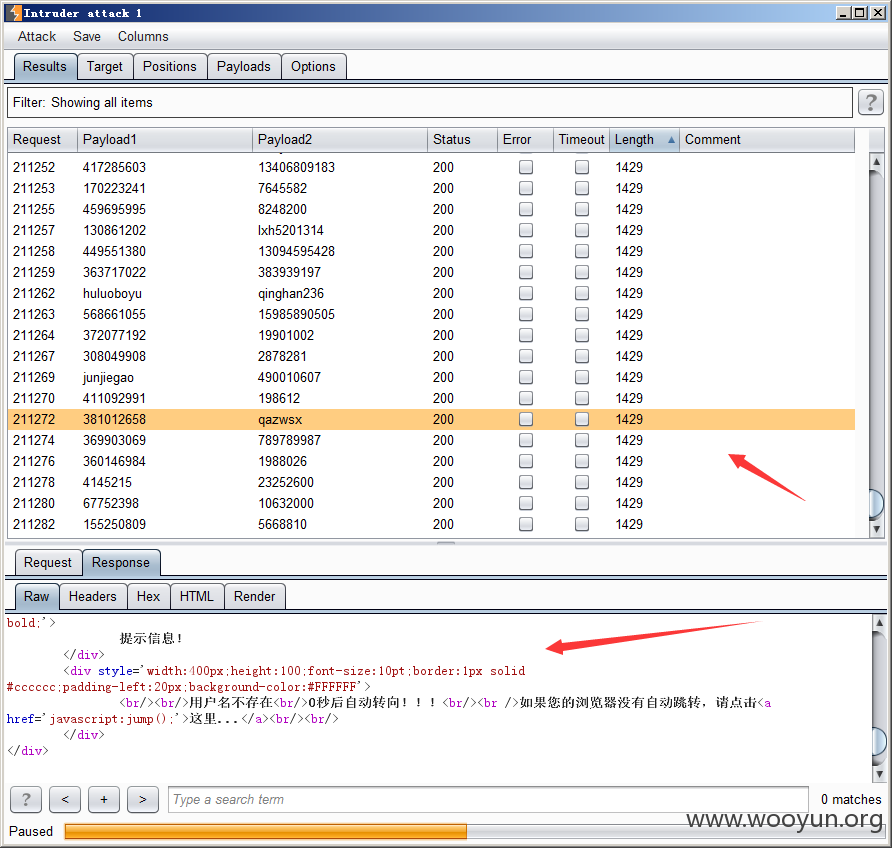 Intruder attack 1
Attack Save Columns
Results Target Positions Payloads Options
Filter: Showing all items ?
Request Payload1 Payload2 Status Error Timeout Length Comment
211252 417285603 13406809183 200 1429
211253 170223241 7645582 200 1429
211255 459695995 8248200 200 1429
211257 130861202 lxh5201314 200 1429
211258 449551380 13094595428 200 1429
211259 363717022 383939197 200 1429
211262 huluoboyu qinghan236 200 1429
211263 568661055 15985890505 200 1429
211264 372077192 19901002 200 1429
211267 308049908 2878281 200 1429
211269 junjiegao 490010607 200 1429
211270 411092991 198612 200 1429
211272 381012658 qazwsx 200 1429
211274 369903069 789789987 200 1429
211276 360146984 1988026 200 1429
211278 4145215 23252600 200 1429
211280 67752398 10632000 200 1429
211282 155250809 5668810 200 1429
Request Response
Raw Headers Hex HTML Render
bold;'>
提示信息！
</div>
<div style='width:400px;height:100;font-size:10pt;border:1px solid
#cccccc;padding-left:20px;background-color:#FFFFFF'>
<br/><br/>用户名不存在<br/>0秒后自动转向！！！<br/><br />如果您的浏览器没有自动跳转，请点击<a
href='javascript:jump();'>这里...</a><br/><br/>
</div>
</div>
? < + > Type a search term 0 matches
Paused
www.wooyun.org